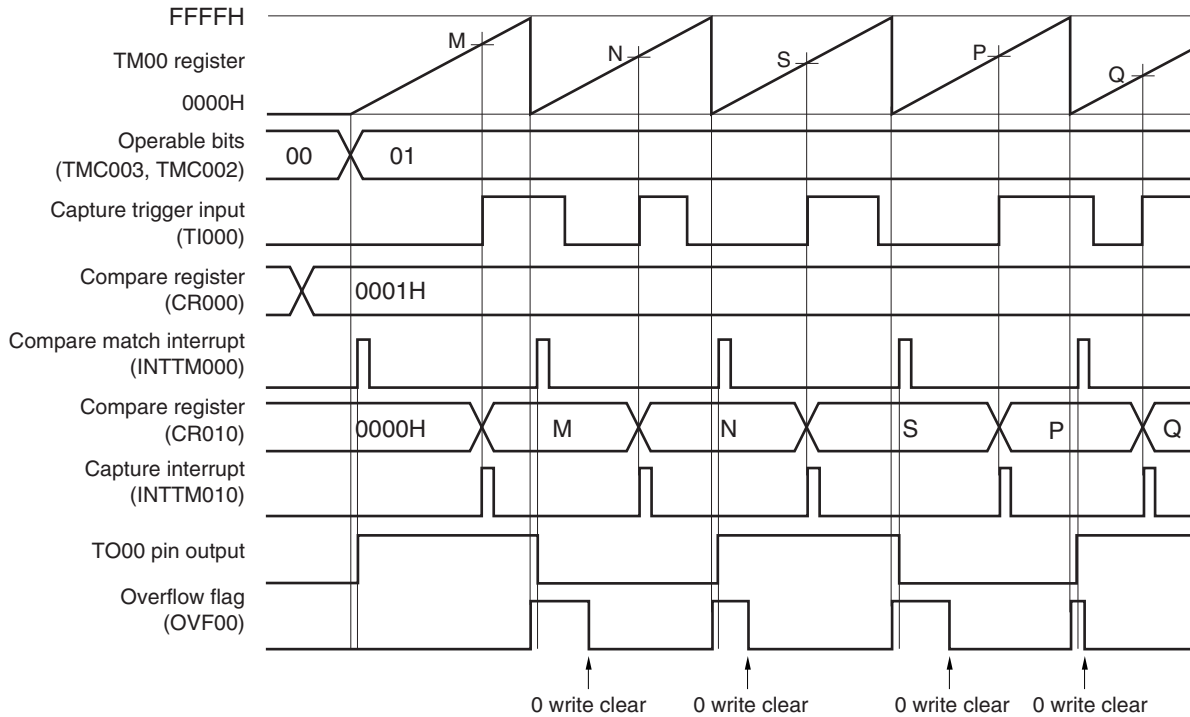 FFFFH
TM00 register
0000H
M
N
S
P
Q
Operable bits
(TMC003, TMC002)
00
01
Capture trigger input
(TI000)
Compare register
(CR000)
0001H
Compare match interrupt
(INTTM000)
Compare register
(CR010)
0000H
M
N
S
P
Q
Capture interrupt
(INTTM010)
TO00 pin output
Overflow flag
(OVF00)
0 write clear
0 write clear
0 write clear
0 write clear